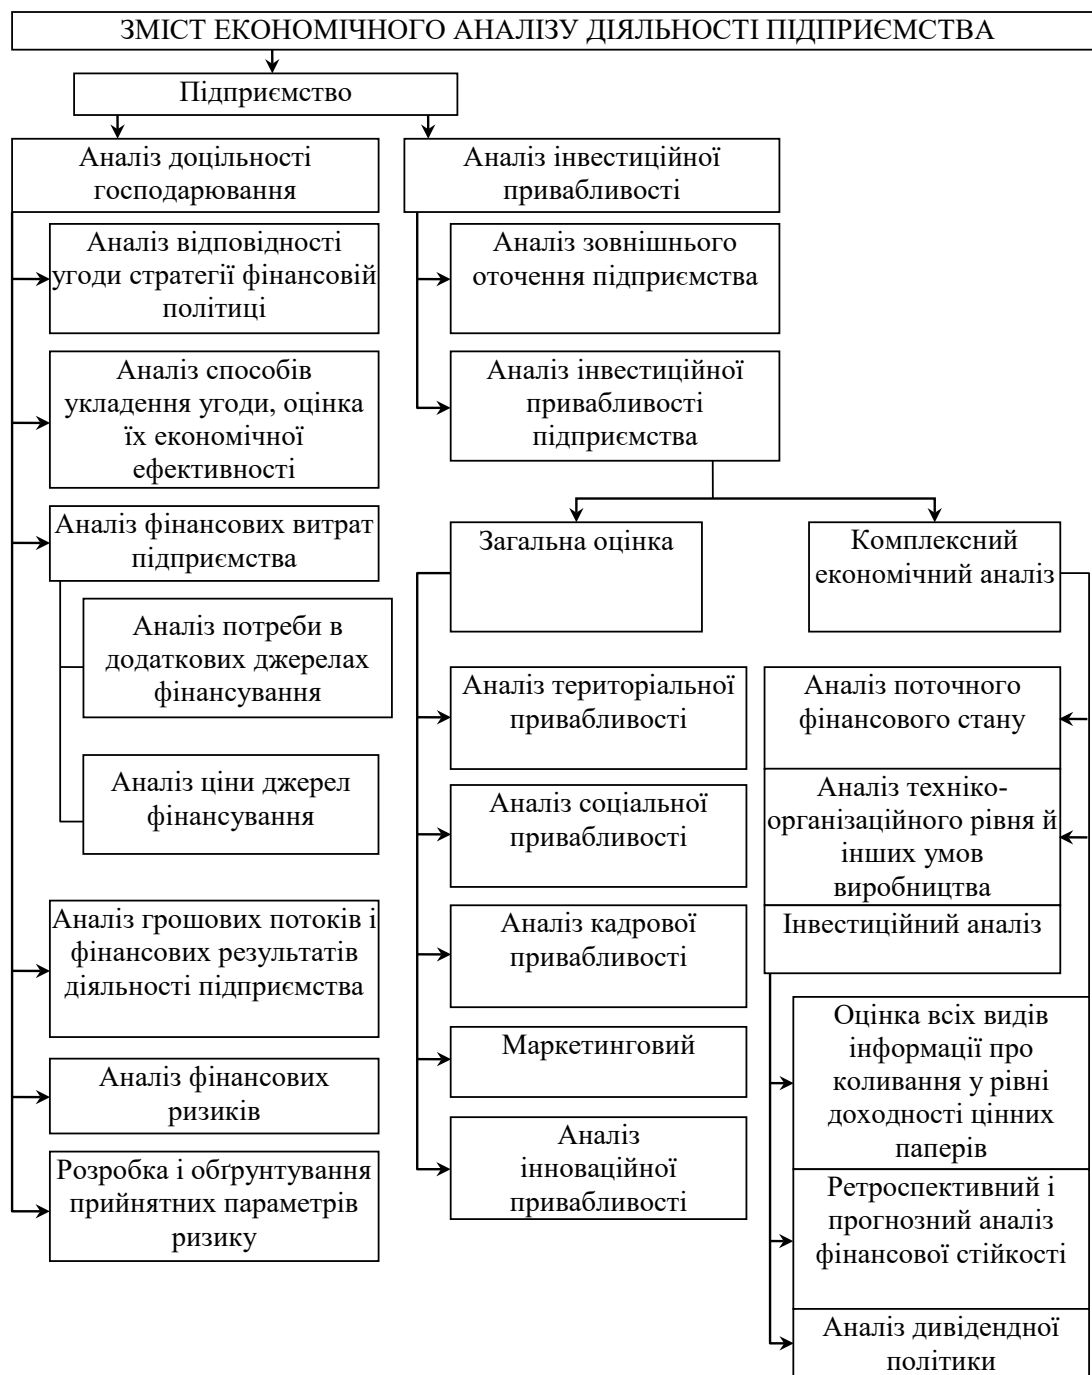 ЗМІСТ ЕКОНОМІЧНОГО АНАЛІЗУ ДІЯЛЬНОСТІ ПІДПРИЄМСТВА
Підприємство
Аналіз доцільності
господарювання
Аналіз відповідності
угоди стратегії фінансовій
політиці
Аналіз способів
укладення угоди, оцінка
їх економічної
ефективності
Аналіз фінансових витрат
підприємства
Аналіз потреби в
додаткових джерелах
фінансування
Аналіз ціни джерел
фінансування
Аналіз грошових потоків і
фінансових результатів
діяльності підприємства
Аналіз фінансових
ризиків
Розробка і обґрунтування
прийнятних параметрів
ризику
Аналіз інвестиційної
привабливості
Аналіз зовнішнього
оточення підприємства
Аналіз інвестиційної
привабливості
підприємства
Загальна оцінка
Аналіз територіальної
привабливості
Аналіз соціальної
привабливості
Аналіз кадрової
привабливості
Маркетинговий
Аналіз
інноваційної
привабливості
Комплексний
економічний аналіз
Аналіз поточного
фінансового стану
Аналіз техніко-
організаційного рівня й
інших умов
виробництва
Інвестиційний аналіз
Оцінка всіх видів
інформації про
коливання у рівні
доходності цінних
паперів
Ретроспективний і
прогнозний аналіз
фінансової стійкості
Аналіз дивідендної
політики